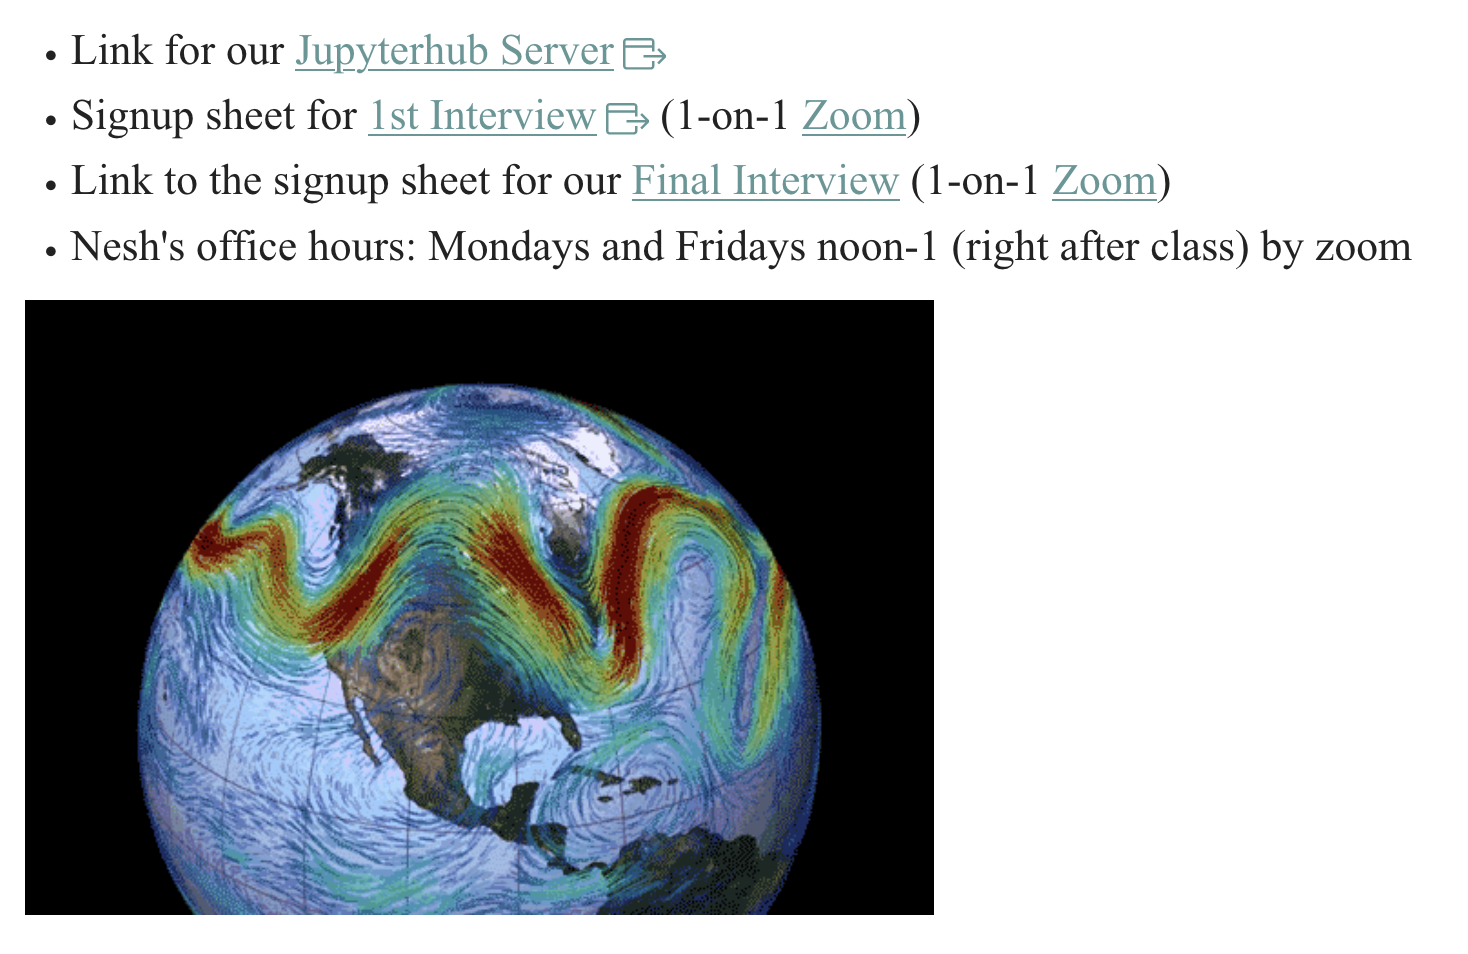 Link for our Jupyterhub Server
Signup sheet for 1st Interview (1-on-1 Zoom)
Link to the signup sheet for our Final Interview (1-on-1 Zoom)
Nesh's office hours: Mondays and Fridays noon-1 (right after class) by zoom